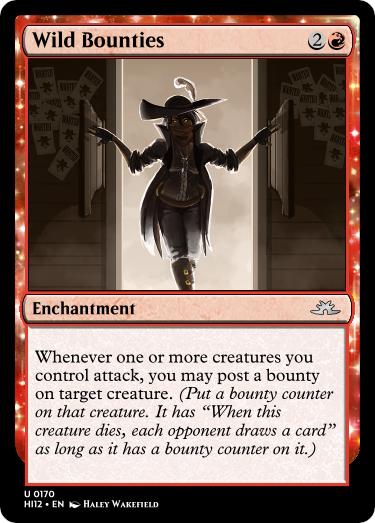 Wild Bounties 2
WANTED
Enchantment
Whenever one or more creatures you
control attack, you may post a bounty
on target creature. (Put a bounty counter
on that creature. It has “When this
creature dies, each opponent draws a card”
as long as it has a bounty counter on it.)
U 0170
HI12 • EN Haley Wakefield